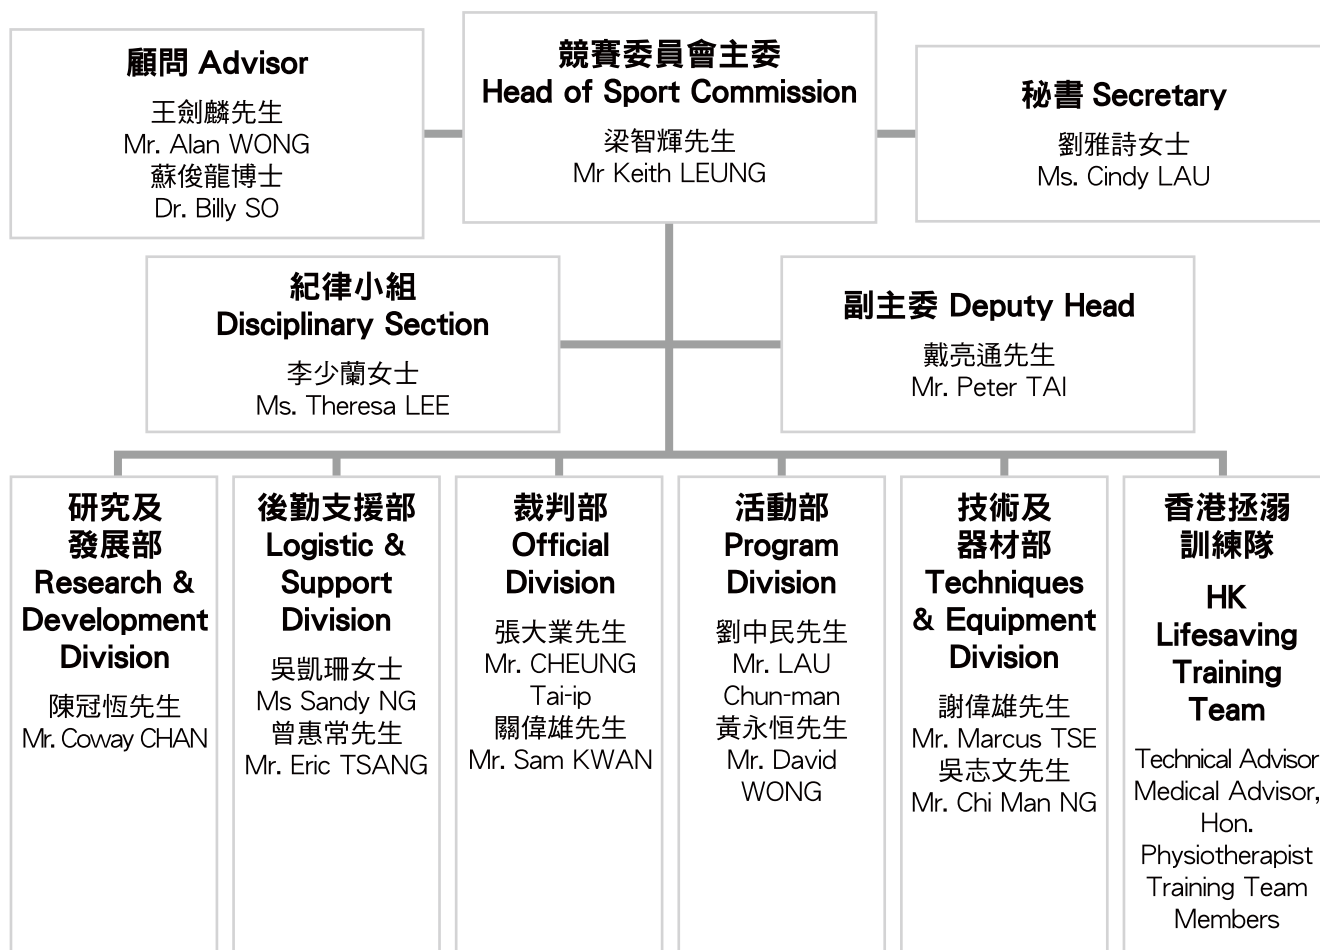 顧問 Advisor
王劍麟先生
Mr. Alan WONG
蘇俊龍博士
Dr. Billy SO
競賽委員會主委
Head of Sport Commission
梁智輝先生
Mr Keith LEUNG
秘書 Secretary
劉雅詩女士
Ms. Cindy LAU
紀律小組
Disciplinary Section
李少蘭女士
Ms. Theresa LEE
副主委 Deputy Head
戴亮通先生
Mr. Peter TAI
研究及
發展部
Research &
Development
Division
陳冠恆先生
Mr. Coway CHAN
後勤支援部
Logistic &
Support
Division
吳凱珊女士
Ms Sandy NG
曾惠常先生
Mr. Eric TSANG
裁判部
Official
Division
張大業先生
Mr. CHEUNG
Tai-ip
關偉雄先生
Mr. Sam KWAN
活動部
Program
Division
劉中民先生
Mr. LAU
Chun-man
黃永恒先生
Mr. David
WONG
技術及
器材部
Techniques
& Equipment
Division
謝偉雄先生
Mr. Marcus TSE
吳志文先生
Mr. Chi Man NG
香港拯溺
訓練隊
HK
Lifesaving
Training
Team
Technical Advisor
Medical Advisor,
Hon.
Physiotherapist
Training Team
Members